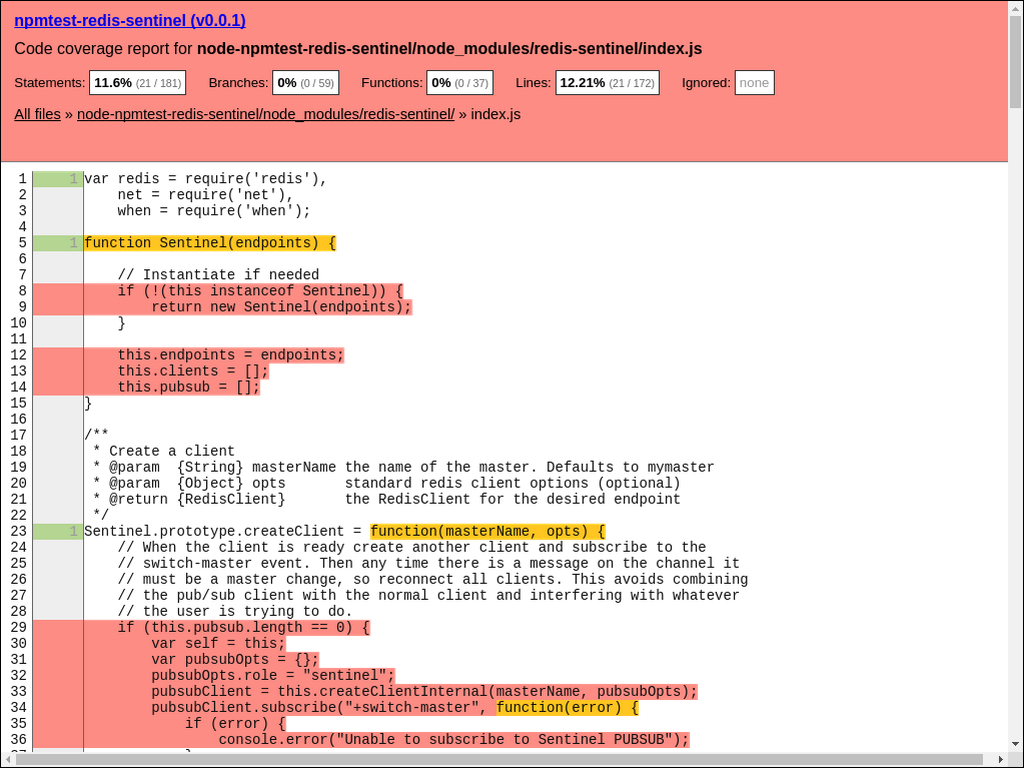 npmtest-redis-sentinel (v0.0.1)
Code coverage report for node-npmtest-redis-sentinel/node_modules/redis-sentinel/index.js
Statements: 11.6% (21 / 181) Branches: 0% (0 / 59) Functions: 0% (0 / 37) Lines: 12.21% (21 / 172) Ignored: none
All files » node-npmtest-redis-sentinel/node_modules/redis-sentinel/ » index.js
1 1 var redis = require('redis'),
2     net = require('net'),
3     when = require('when');
4
5 1 function Sentinel(endpoints) {
6
7     // Instantiate if needed
8     if (!(this instanceof Sentinel)) {
9         return new Sentinel(endpoints);
10     }
11
12     this.endpoints = endpoints;
13     this.clients = [];
14     this.pubsub = [];
15 }
16
17 /**
18  * Create a client
19  * @param  {String} masterName the name of the master. Defaults to mymaster
20  * @param  {Object} opts       standard redis client options (optional)
21  * @return {RedisClient}       the RedisClient for the desired endpoint
22  */
23 1 Sentinel.prototype.createClient = function(masterName, opts) {
24     // When the client is ready create another client and subscribe to the
25     // switch-master event. Then any time there is a message on the channel it
26     // must be a master change, so reconnect all clients. This avoids combining
27     // the pub/sub client with the normal client and interfering with whatever
28     // the user is trying to do.
29     if (this.pubsub.length == 0) {
30         var self = this;
31         var pubsubOpts = {};
32         pubsubOpts.role = "sentinel";
33         pubsubClient = this.createClientInternal(masterName, pubsubOpts);
34         pubsubClient.subscribe("+switch-master", function(error) {
35             if (error) {
36                 console.error("Unable to subscribe to Sentinel PUBSUB");